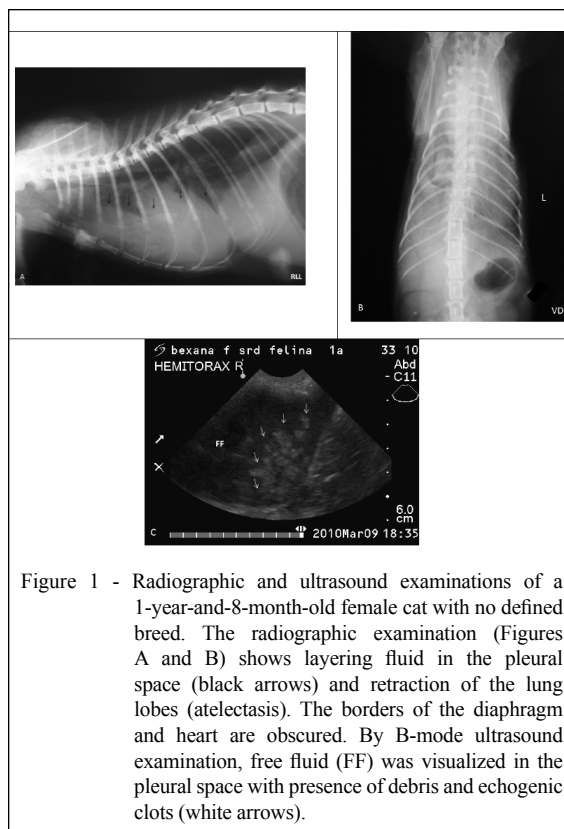 A
RLL
L
B
VD
bexana f srd felina 1a 33 10
HEMITORAX R
Abd
C11
FF
6.0
cm
C
2010Mar09 18:35
Figure 1 - Radiographic and ultrasound examinations of a
1-year-and-8-month-old female cat with no defined
breed. The radiographic examination (Figures
A and B) shows layering fluid in the pleural
space (black arrows) and retraction of the lung
lobes (atelectasis). The borders of the diaphragm
and heart are obscured. By B-mode ultrasound
examination, free fluid (FF) was visualized in the
pleural space with presence of debris and echogenic
clots (white arrows).